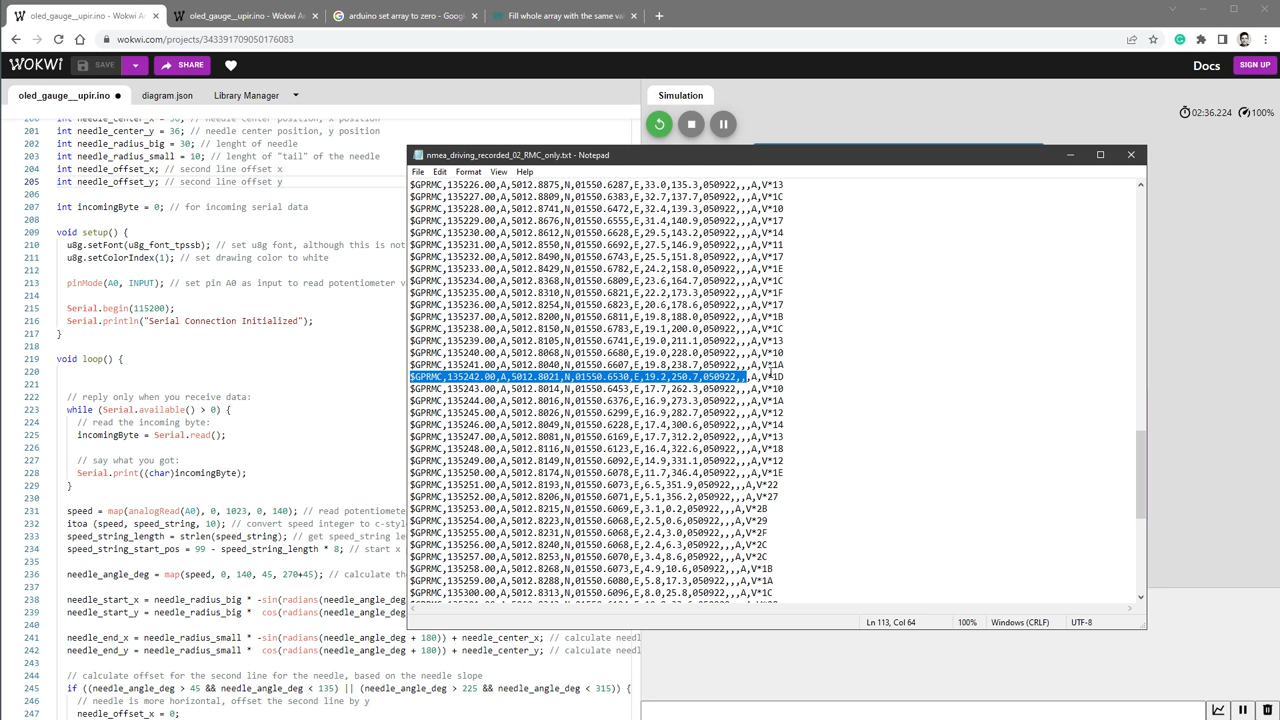 oled_gauge__upir.ino - Wokwi Ar
oled_gauge_upir.ino - Wokwi Ar
arduino set array to zero - Goog
Fill whole array with the same va
wokwi.com/projects/343391709050176083
WOKWI
SAVE
SHARE
Docs
SIGN UP
oled_gauge__upir.ino
diagram.json
Library Manager
Simulation
02:36.224
100%
200 int needle_center_x = 56; // needle center position, x position
201 int needle_center_y = 36; // needle center position, y position
202 int needle_radius_big = 30; // lenght of needle
203 int needle_radius_small = 10; // lenght of "tail" of the needle
204 int needle_offset_x; // second line offset x
205 int needle_offset_y; // second line offset y
206
207 int incomingByte = 0; // for incoming serial data
208
209 void setup() {
210 u8g.setFont(u8g_font_tpssb); // set u8g font, although this is not
211 u8g.setColorIndex(1); // set drawing color to white
212
213 pinMode(A0, INPUT); // set pin A0 as input to read potentiometer v
214
215 Serial.begin(115200);
216 Serial.println("Serial Connection Initialized");
217 }
218
219 void loop() {
220
221
222 // reply only when you receive data:
223 while (Serial.available() > 0) {
224 // read the incoming byte:
225 incomingByte = Serial.read();
226
227 // say what you got:
228 Serial.print((char)incomingByte);
229 }
230
231 speed = map(analogRead(A0), 0, 1023, 0, 140); // read potentiomete
232 itoa (speed, speed_string, 10); // convert speed integer to c-styl
233 speed_string_length = strlen(speed_string); // get speed_string le
234 speed_string_start_pos = 99 - speed_string_length * 8; // start x
235
236 needle_angle_deg = map(speed, 0, 140, 45, 270+45); // calculate th
237
238 needle_start_x = needle_radius_big * -sin(radians(needle_angle_deg
239 needle_start_y = needle_radius_big * cos(radians(needle_angle_deg
240
241 needle_end_x = needle_radius_small * -sin(radians(needle_angle_deg + 180)) + needle_center_x; // calculate needl
242 needle_end_y = needle_radius_small * cos(radians(needle_angle_deg + 180)) + needle_center_y; // calculate needl
243
244 // calculate offset for the second line for the needle, based on the needle slope
245 if ((needle_angle_deg > 45 && needle_angle_deg < 135) || (needle_angle_deg > 225 && needle_angle_deg < 315)) {
246 // needle is more horizontal, offset the second line by y
247 needle_offset_x = 0;
nmea_driving_recorded_02_RMC_only.txt - Notepad
File Edit Format View Help
$GPRMC,135226.00,A,5012.8875,N,01550.6287,E,33.0,135.3,050922,,,A,V*13
$GPRMC,135227.00,A,5012.8809,N,01550.6383,E,32.7,137.7,050922,,,A,V*1C
$GPRMC,135228.00,A,5012.8741,N,01550.6472,E,32.4,139.3,050922,,,A,V*10
$GPRMC,135229.00,A,5012.8676,N,01550.6555,E,31.4,140.9,050922,,,A,V*17
$GPRMC,135230.00,A,5012.8612,N,01550.6628,E,29.5,143.2,050922,,,A,V*14
$GPRMC,135231.00,A,5012.8550,N,01550.6692,E,27.5,146.9,050922,,,A,V*11
$GPRMC,135232.00,A,5012.8490,N,01550.6743,E,25.5,151.8,050922,,,A,V*17
$GPRMC,135233.00,A,5012.8429,N,01550.6782,E,24.2,158.0,050922,,,A,V*1E
$GPRMC,135234.00,A,5012.8368,N,01550.6809,E,23.6,164.7,050922,,,A,V*1C
$GPRMC,135235.00,A,5012.8310,N,01550.6821,E,22.2,173.3,050922,,,A,V*1F
$GPRMC,135236.00,A,5012.8254,N,01550.6823,E,20.6,178.6,050922,,,A,V*17
$GPRMC,135237.00,A,5012.8200,N,01550.6811,E,19.8,188.0,050922,,,A,V*1B
$GPRMC,135238.00,A,5012.8150,N,01550.6783,E,19.1,200.0,050922,,,A,V*1C
$GPRMC,135239.00,A,5012.8105,N,01550.6741,E,19.0,211.1,050922,,,A,V*13
$GPRMC,135240.00,A,5012.8068,N,01550.6680,E,19.0,228.0,050922,,,A,V*10
$GPRMC,135241.00,A,5012.8040,N,01550.6607,E,19.8,238.7,050922,,,A,V*1A
$GPRMC,135242.00,A,5012.8021,N,01550.6530,E,19.2,250.7,050922,,,A,V*1D
$GPRMC,135243.00,A,5012.8014,N,01550.6453,E,17.7,262.3,050922,,,A,V*10
$GPRMC,135244.00,A,5012.8016,N,01550.6376,E,16.9,273.3,050922,,,A,V*1A
$GPRMC,135245.00,A,5012.8026,N,01550.6299,E,16.9,282.7,050922,,,A,V*12
$GPRMC,135246.00,A,5012.8049,N,01550.6228,E,17.4,300.6,050922,,,A,V*14
$GPRMC,135247.00,A,5012.8081,N,01550.6169,E,17.7,312.2,050922,,,A,V*13
$GPRMC,135248.00,A,5012.8116,N,01550.6123,E,16.4,322.6,050922,,,A,V*18
$GPRMC,135249.00,A,5012.8149,N,01550.6092,E,14.9,331.1,050922,,,A,V*12
$GPRMC,135250.00,A,5012.8174,N,01550.6078,E,11.7,346.4,050922,,,A,V*1E
$GPRMC,135251.00,A,5012.8193,N,01550.6073,E,6.5,351.9,050922,,,A,V*22
$GPRMC,135252.00,A,5012.8206,N,01550.6071,E,5.1,356.2,050922,,,A,V*27
$GPRMC,135253.00,A,5012.8215,N,01550.6069,E,3.1,0.2,050922,,,A,V*2B
$GPRMC,135254.00,A,5012.8223,N,01550.6069,E,2.5,0.6,050922,,,A,V*29
$GPRMC,135255.00,A,5012.8231,N,01550.6068,E,2.4,3.0,050922,,,A,V*2F
$GPRMC,135256.00,A,5012.8240,N,01550.6068,E,2.4,6.3,050922,,,A,V*2C
$GPRMC,135257.00,A,5012.8253,N,01550.6070,E,3.4,8.6,050922,,,A,V*2C
$GPRMC,135258.00,A,5012.8268,N,01550.6073,E,4.9,10.6,050922,,,A,V*1B
$GPRMC,135259.00,A,5012.8288,N,01550.6080,E,5.8,17.3,050922,,,A,V*1A
$GPRMC,135300.00,A,5012.8313,N,01550.6096,E,8.0,25.8,050922,,,A,V*1C
Ln 113, Col 64
100%
Windows (CRLF)
UTF-8